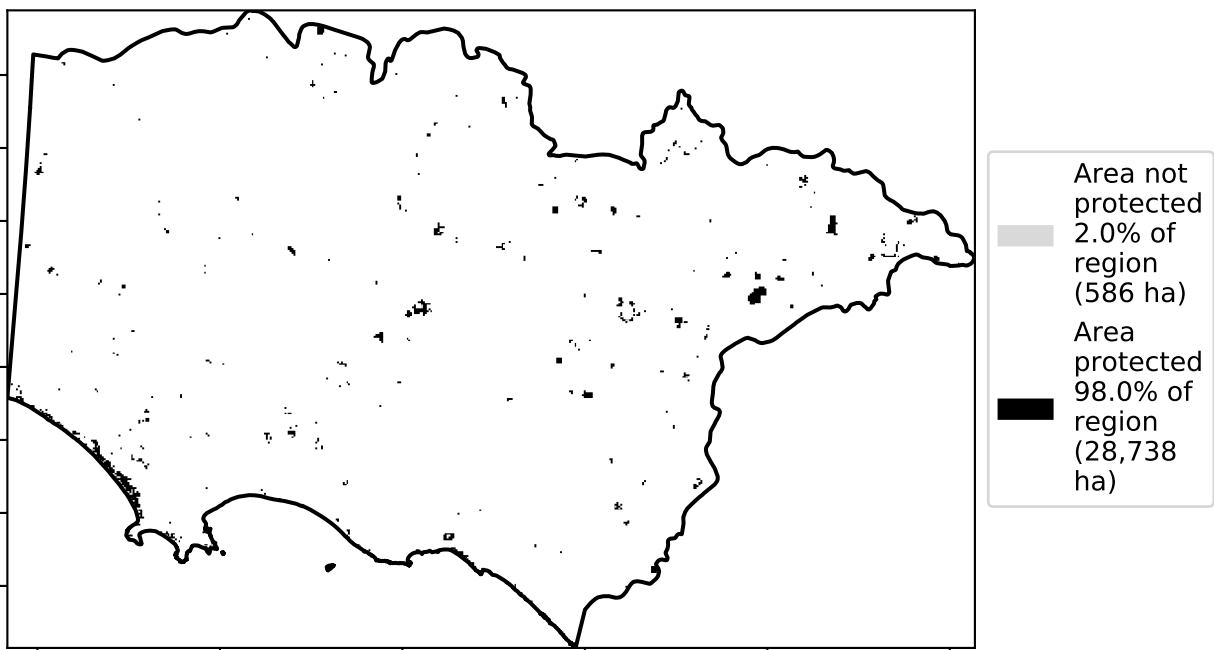 Area not
protected
2.0% of
region
(586 ha)
Area
protected
98.0% of
region
(28,738
ha)